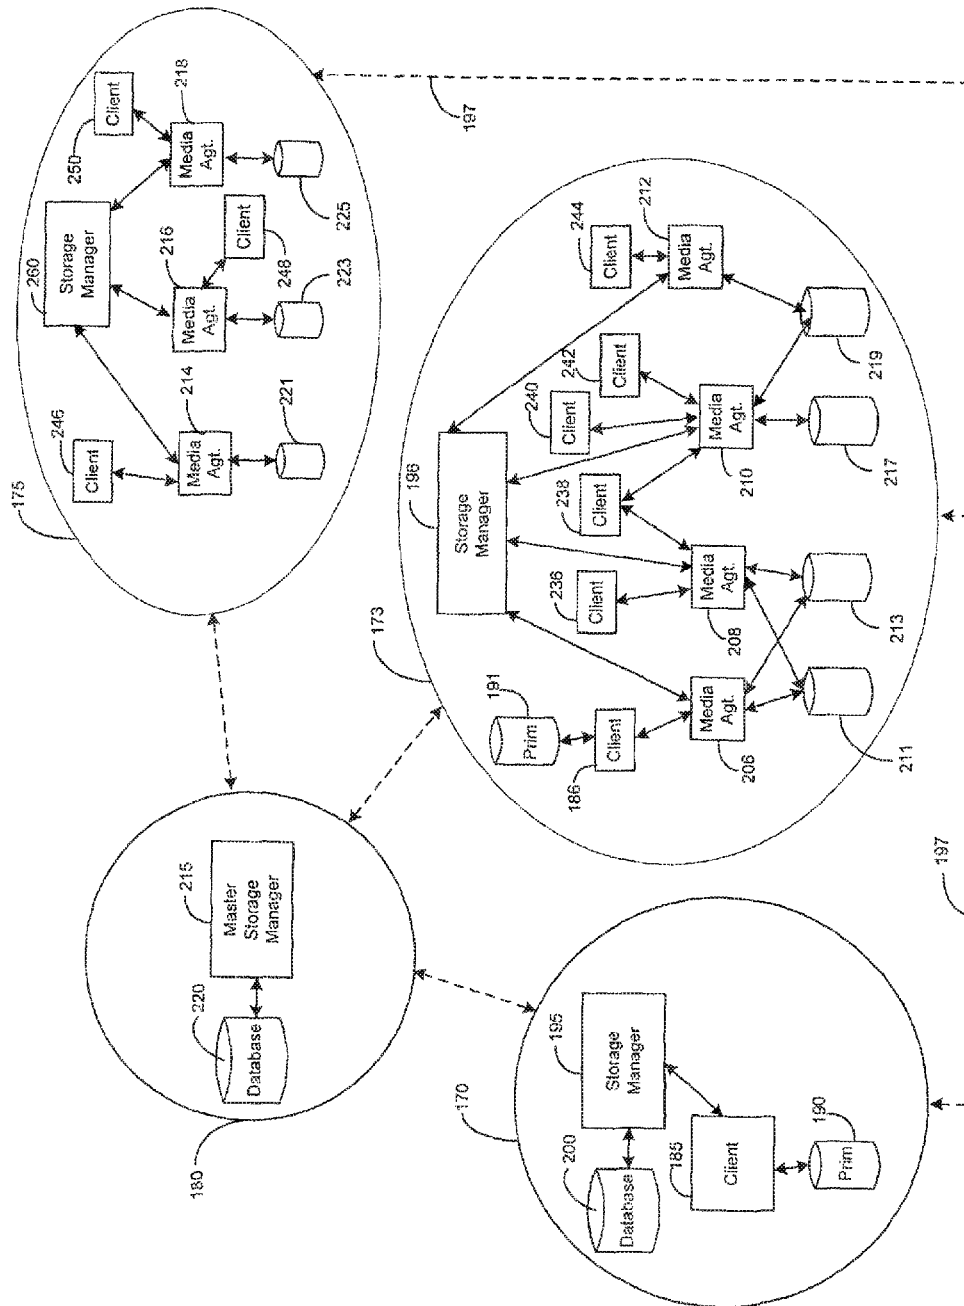 180
220
Database
215
Master
Storage
Manager
175
246
Client
260
Storage
Manager
250
Client
214
Media
Agt.
216
Media
Agt.
218
Media
Agt.
Client
248
221
223
225
170
200
Database
195
Storage
Manager
185
Client
190
Prim
173
196
Storage
Manager
191
Prim
186
Client
236
Client
238
Client
240
Client
242
Client
244
Client
206
Media
Agt.
208
Media
Agt.
210
Media
Agt.
212
Media
Agt.
211
213
217
219
197
197